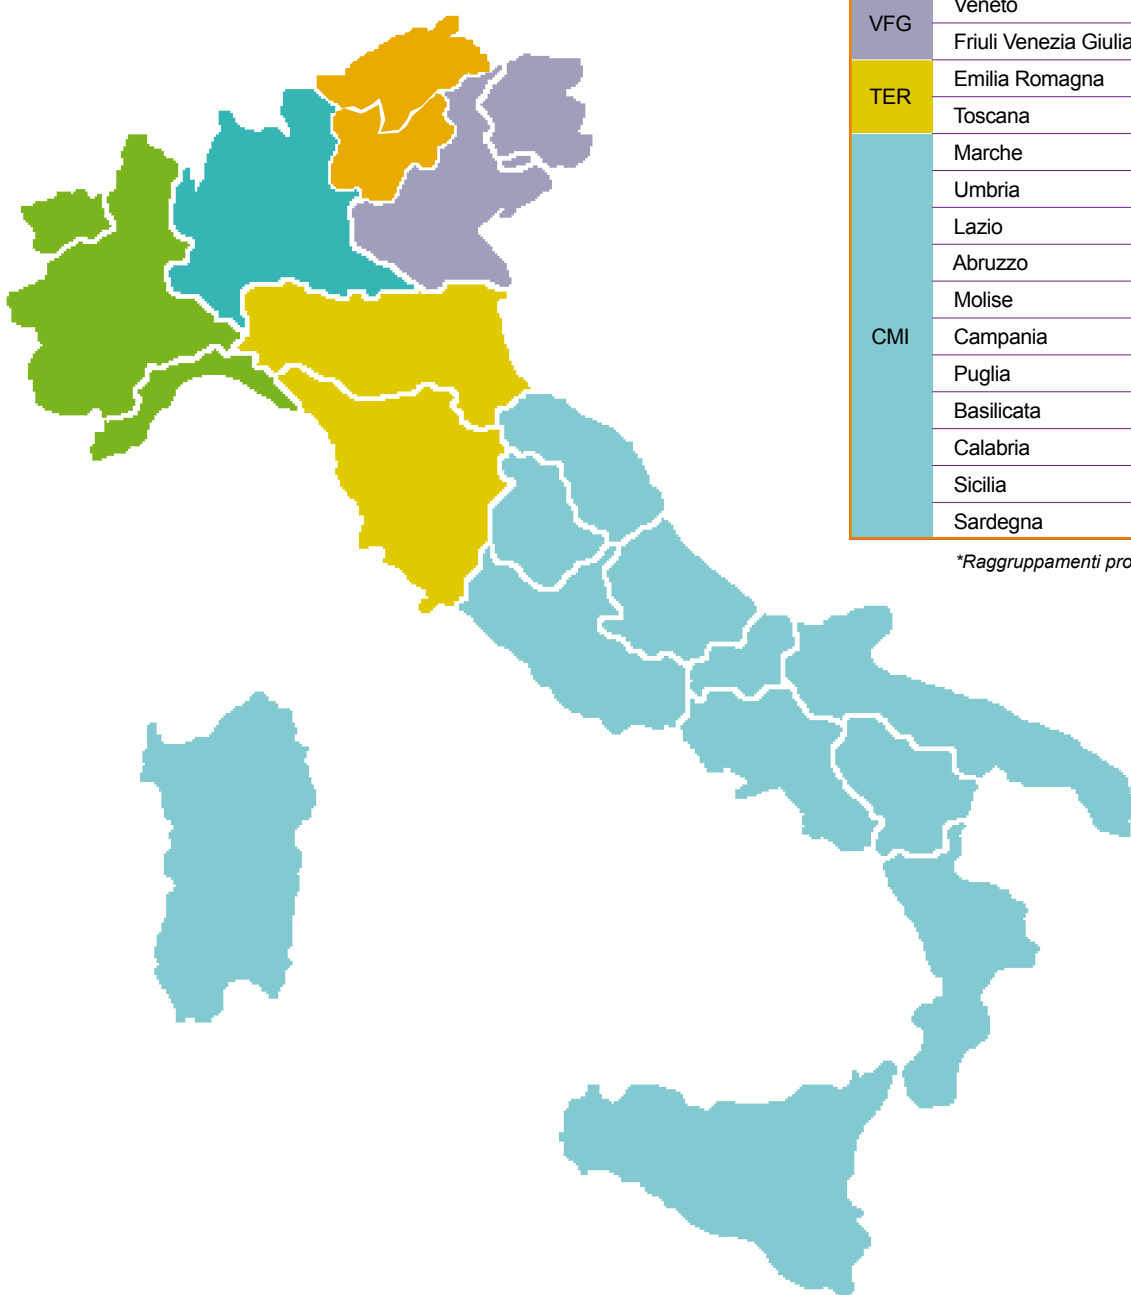 Veneto
VFG
Friuli Venezia Giulia
Emilia Romagna
TER
Toscana
Marche
Umbria
Lazio
Abruzzo
Molise
CMI
Campania
Puglia
Basilicata
Calabria
Sicilia
Sardegna
*Raggruppamenti pro